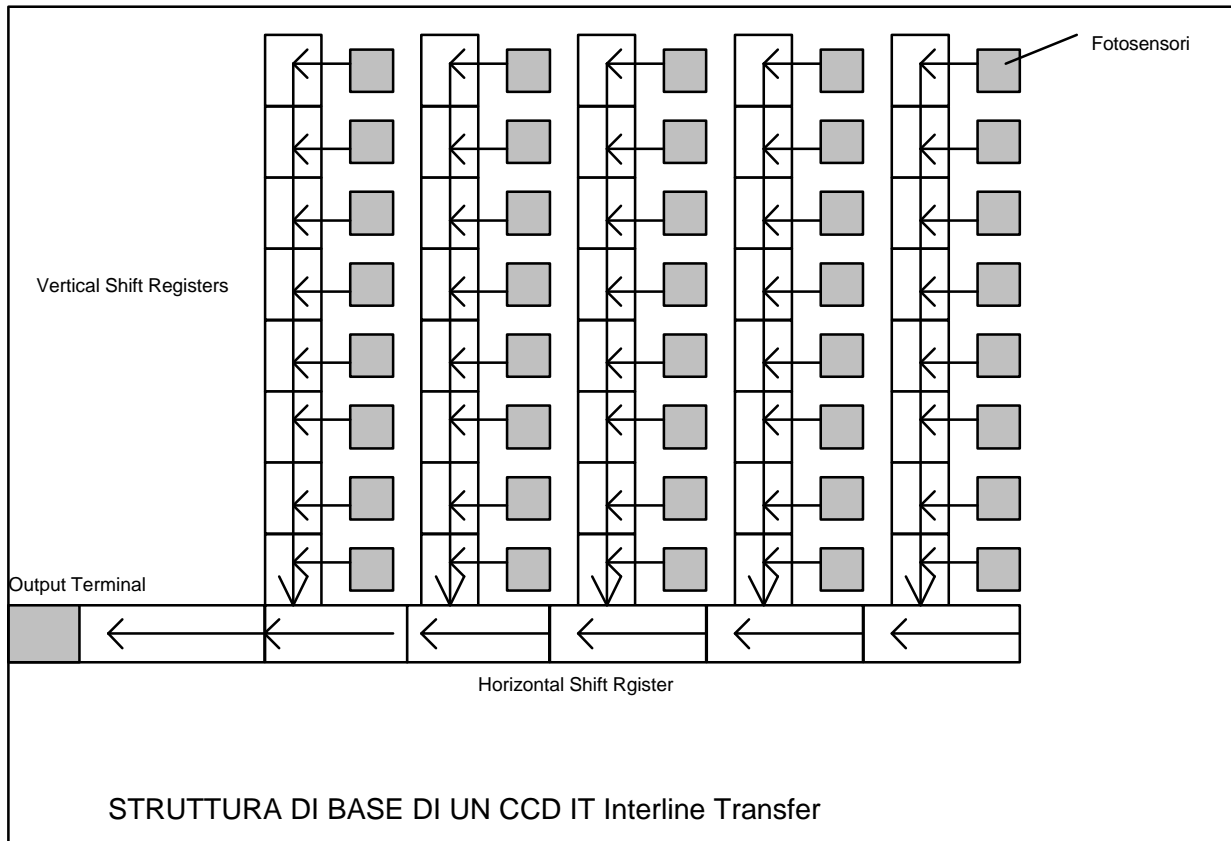 Fotosensori
Vertical Shift Registers
Output Terminal
Horizontal Shift Rgister
STRUTTURA DI BASE DI UN CCD IT Interline Transfer